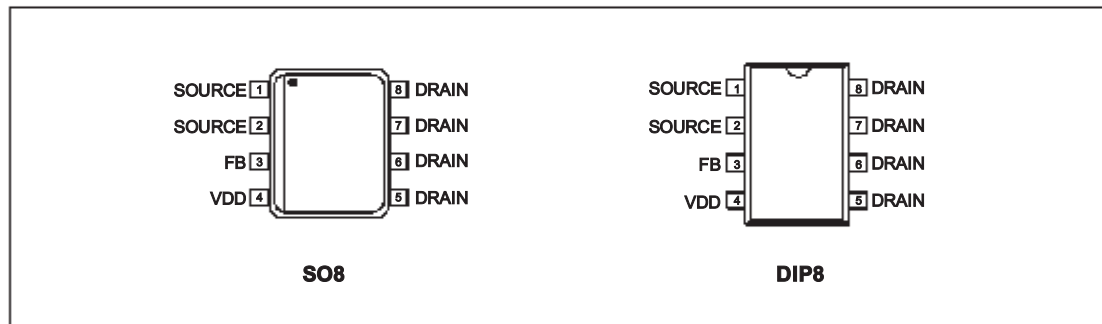 SOURCE 1 8 DRAIN
SOURCE 2 7 DRAIN
FB 3 6 DRAIN
VDD 4 5 DRAIN
SO8
SOURCE 1 8 DRAIN
SOURCE 2 7 DRAIN
FB 3 6 DRAIN
VDD 4 5 DRAIN
DIP8